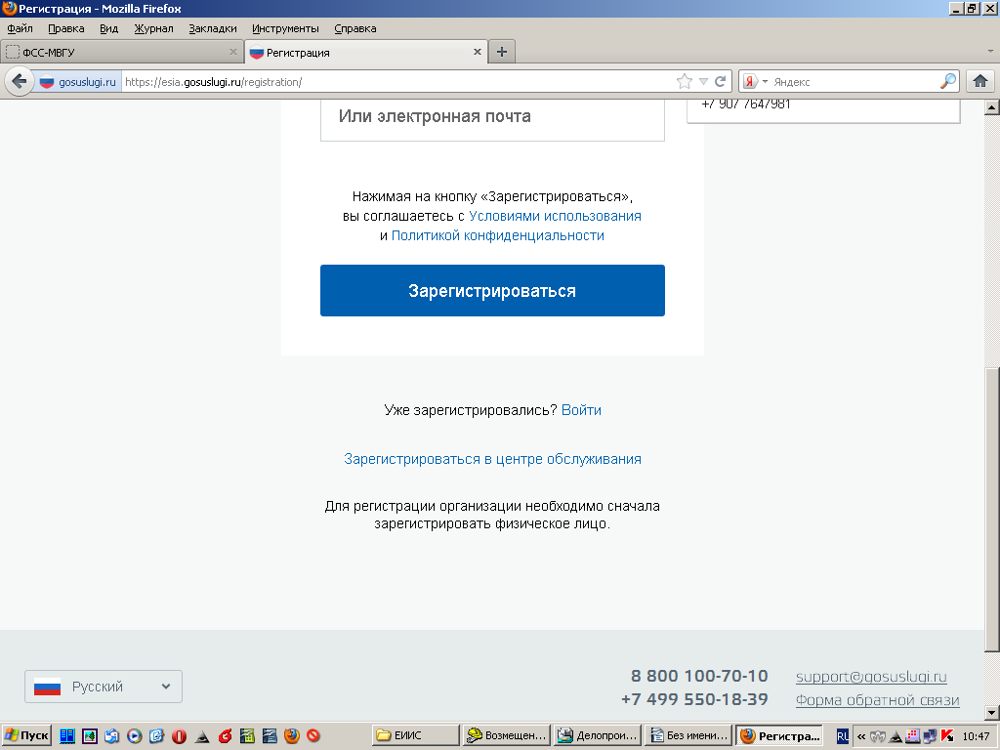 Регистрация - Mozilla Firefox
Файл Правка Вид Журнал Закладки Инструменты Справка
ФСС-МВГУ Регистрация
gosuslugi.ru https://esia.gosuslugi.ru/registration/ Яндекс
+7 907 7647981
Или электронная почта
Нажимая на кнопку «Зарегистрироваться»,
вы соглашаетесь с Условиями использования
и Политикой конфиденциальности
Зарегистрироваться
Уже зарегистрировались? Войти
Зарегистрироваться в центре обслуживания
Для регистрации организации необходимо сначала
зарегистрировать физическое лицо.
Русский
8 800 100-70-10 support@gosuslugi.ru
+7 499 550-18-39 Форма обратной связи
Пуск ЕИИС Возмещен... Делопрои... Без имени... Регистра... RU « 10:47